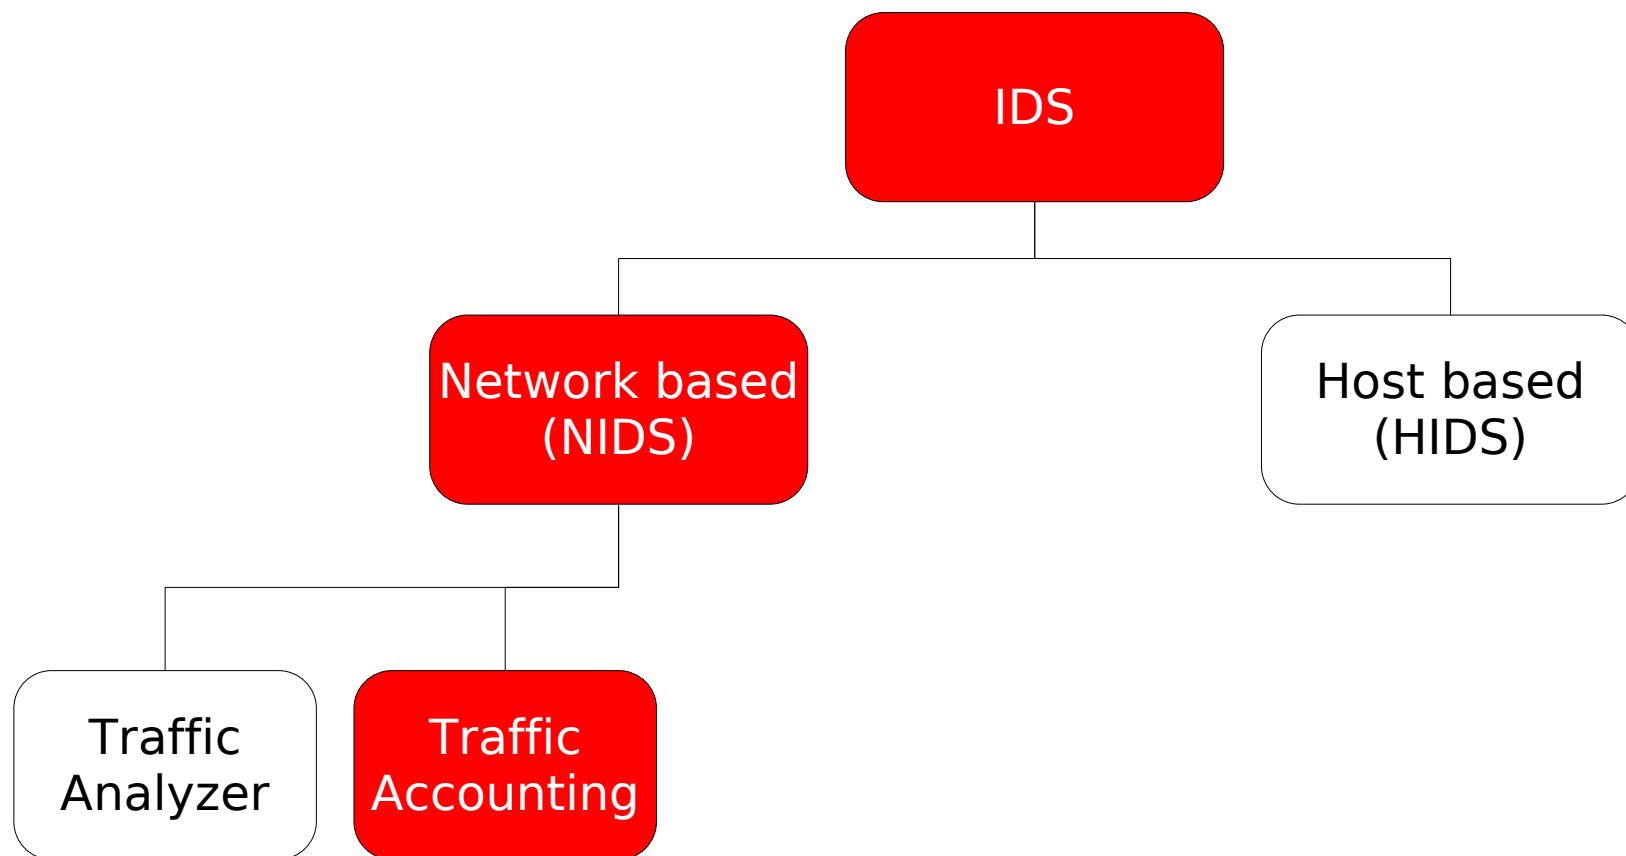 IDS
Network based
(NIDS)
Host based
(HIDS)
Traffic
Analyzer
Traffic
Accounting